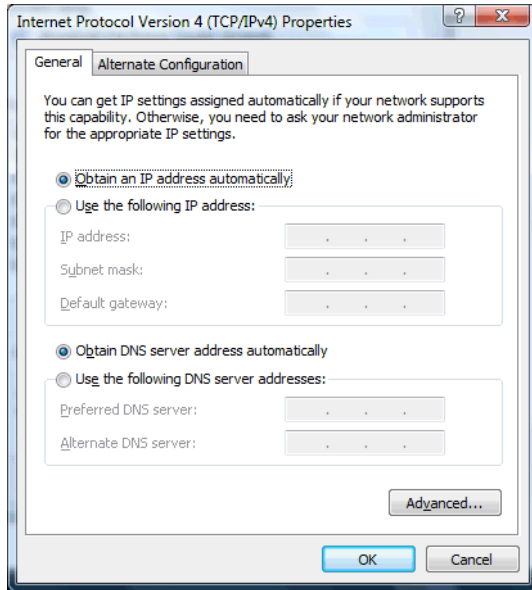 Internet Protocol Version 4 (TCP/IPv4) Properties
General
Alternate Configuration
You can get IP settings assigned automatically if your network supports
this capability. Otherwise, you need to ask your network administrator
for the appropriate IP settings.
Obtain an IP address automatically
Use the following IP address:
IP address:
Subnet mask:
Default gateway:
Obtain DNS server address automatically
Use the following DNS server addresses:
Preferred DNS server:
Alternate DNS server:
Advanced...
OK
Cancel